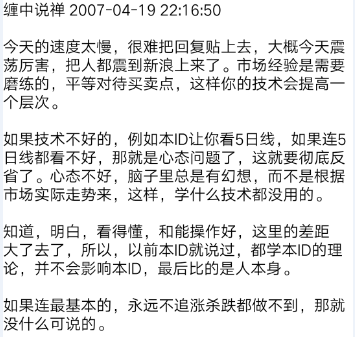 缠中说禅 2007-04-19 22:16:50
今天的速度太慢，很难把回复贴上去，大概今天震
荡厉害，把人都震到新浪上来了。市场经验是需要
磨练的，平等对待买卖点，这样你的技术会提高一
个层次。
如果技术不好的，例如本ID让你看5日线，如果连5
日线都看不好，那就是心态问题了，这就要彻底反
省了。心态不好，脑子里总是有幻想，而不是根据
市场实际走势来，这样，学什么技术都没用的。
知道，明白，看得懂，和能操作好，这里的差距
大了去了，所以，以前本ID就说过，都学本ID的理
论，并不会影响本ID，最后比的是人本身。
如果连最基本的，永远不追涨杀跌都做不到，那就
没什么可说的。